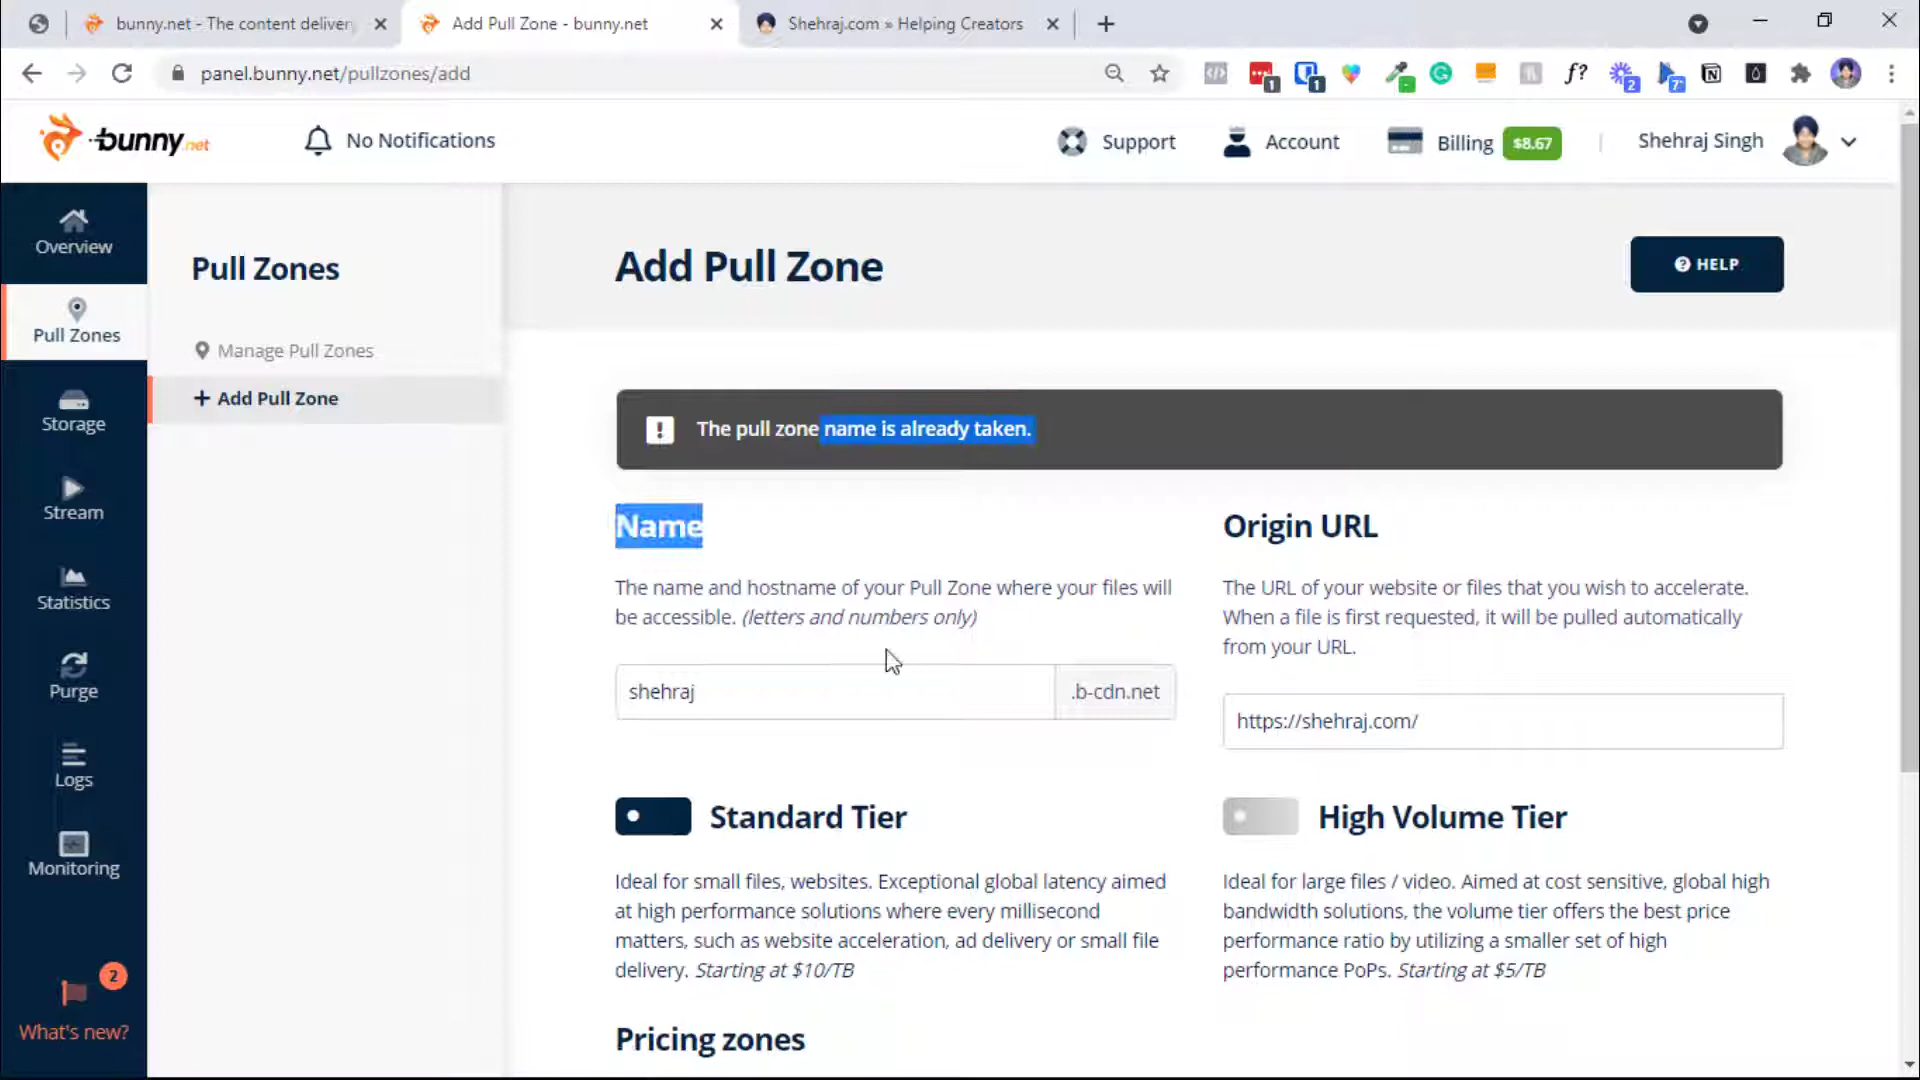 bunny.net - The content deliver
Add Pull Zone - bunny.net
Shehraj.com » Helping Creators
panel.bunny.net/pullzones/add
1
1
f?
2
7
bunny.net
No Notifications
Support
Account
Billing
$8.67
Shehraj Singh
Overview
Pull Zones
Storage
Stream
Statistics
Purge
Logs
Monitoring
2
What's new?
Pull Zones
Manage Pull Zones
+ Add Pull Zone
Add Pull Zone
? HELP
! The pull zone name is already taken.
Name
The name and hostname of your Pull Zone where your files will
be accessible. (letters and numbers only)
shehraj
.b-cdn.net
Origin URL
The URL of your website or files that you wish to accelerate.
When a file is first requested, it will be pulled automatically
from your URL.
https://shehraj.com/
Standard Tier
Ideal for small files, websites. Exceptional global latency aimed
at high performance solutions where every millisecond
matters, such as website acceleration, ad delivery or small file
delivery. Starting at $10/TB
High Volume Tier
Ideal for large files / video. Aimed at cost sensitive, global high
bandwidth solutions, the volume tier offers the best price
performance ratio by utilizing a smaller set of high
performance PoPs. Starting at $5/TB
Pricing zones